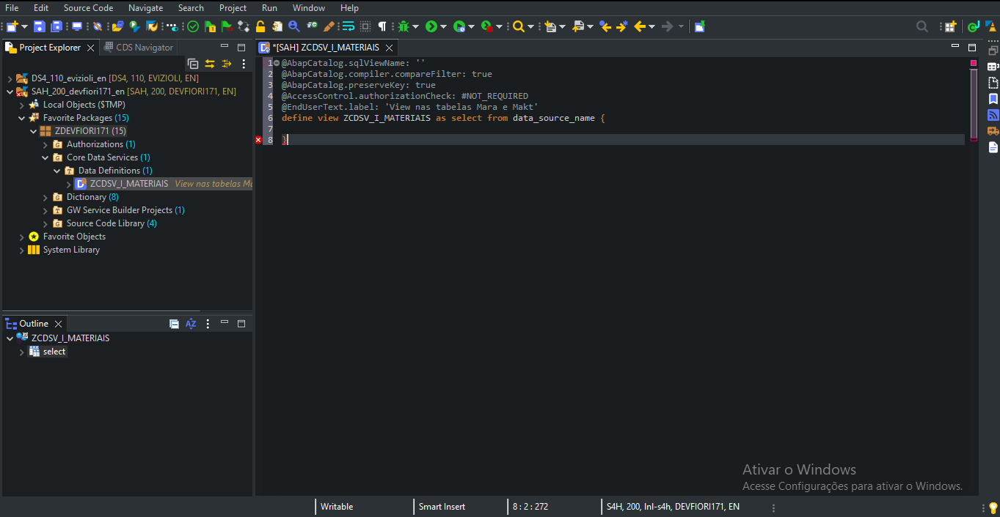 File Edit Source Code Navigate Search Project Run Window Help
Project Explorer
CDS Navigator
DS4_110_evizioli_en [DS4, 110, EVIZIOLI, EN]
SAH_200_devfiori171_en [SAH, 200, DEVFIORI171, EN]
Local Objects ($TMP)
Favorite Packages (15)
ZDEVFIORI171 (15)
Authorizations (1)
Core Data Services (1)
Data Definitions (1)
ZCDSV_I_MATERIAIS View nas tabelas Ma
Dictionary (8)
GW Service Builder Projects (1)
Source Code Library (4)
Favorite Objects
System Library
Outline
ZCDSV_I_MATERIAIS
select
*[SAH] ZCDSV_I_MATERIAIS
1 @AbapCatalog.sqlViewName: ''
2 @AbapCatalog.compiler.compareFilter: true
3 @AbapCatalog.preserveKey: true
4 @AccessControl.authorizationCheck: #NOT_REQUIRED
5 @EndUserText.label: 'View nas tabelas Mara e Makt'
6 define view ZCDSV_I_MATERIAIS as select from data_source_name {
7
8 }
Ativar o Windows
Acesse Configurações para ativar o Windows.
Writable Smart Insert 8 : 2 : 272 S4H, 200, lnl-s4h, DEVFIORI171, EN